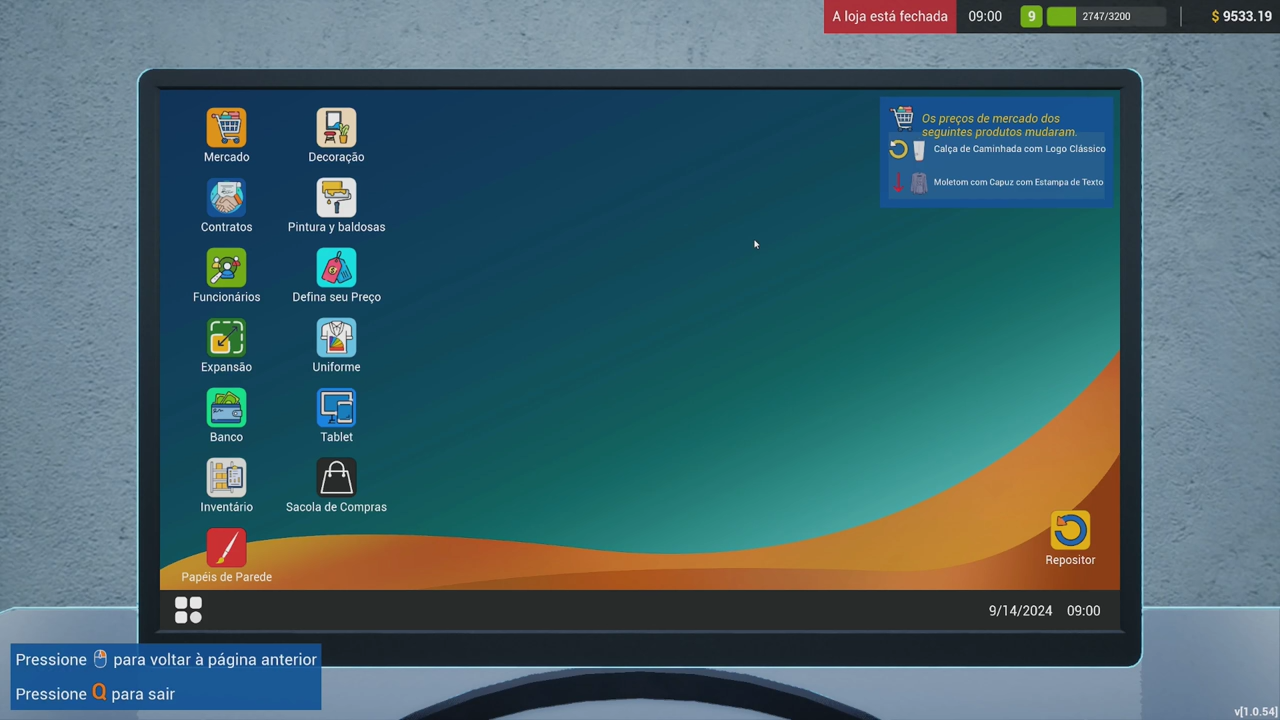 A loja está fechada
09:00
9
2747/3200
$ 9533.19
Mercado
Decoração
Os preços de mercado dos
seguintes produtos mudaram.
Calça de Caminhada com Logo Clássico
Moletom com Capuz com Estampa de Texto
Contratos
Pintura y baldosas
Funcionários
Defina seu Preço
Expansão
Uniforme
Banco
Tablet
Inventário
Sacola de Compras
Papéis de Parede
Repositor
9/14/2024 09:00
Pressione para voltar à página anterior
Pressione Q para sair
v[1.0.54]